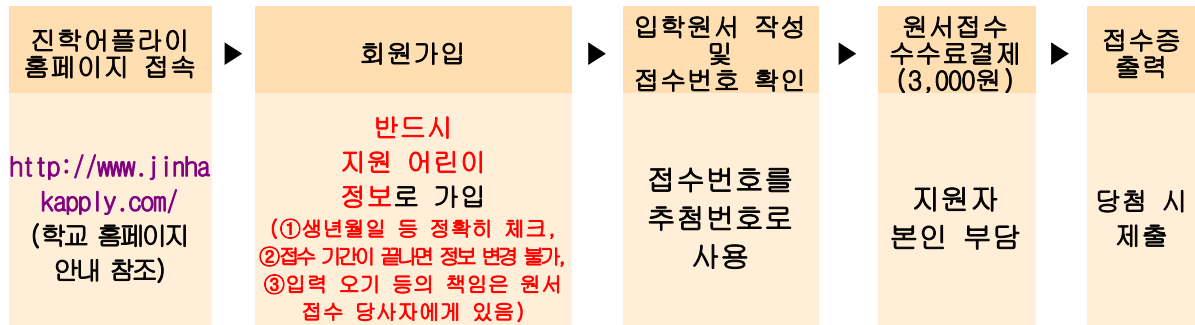 진학어플라이
홈페이지 접속
▶
회원가입
▶
입학원서 작성
및
접수번호 확인
▶
원서접수
수수료결제
(3,000원)
▶
접수증
출력
http://www.jinha
kapply.com/
(학교 홈페이지
안내 참조)
반드시
지원 어린이
정보로 가입
(①생년월일 등 정확히 체크,
②접수 기간이 끝나면 정보 변경 불가,
③입력 오기 등의 책임은 원서
접수 당사자에게 있음)
접수번호를
추첨번호로
사용
지원자
본인 부담
당첨 시
제출